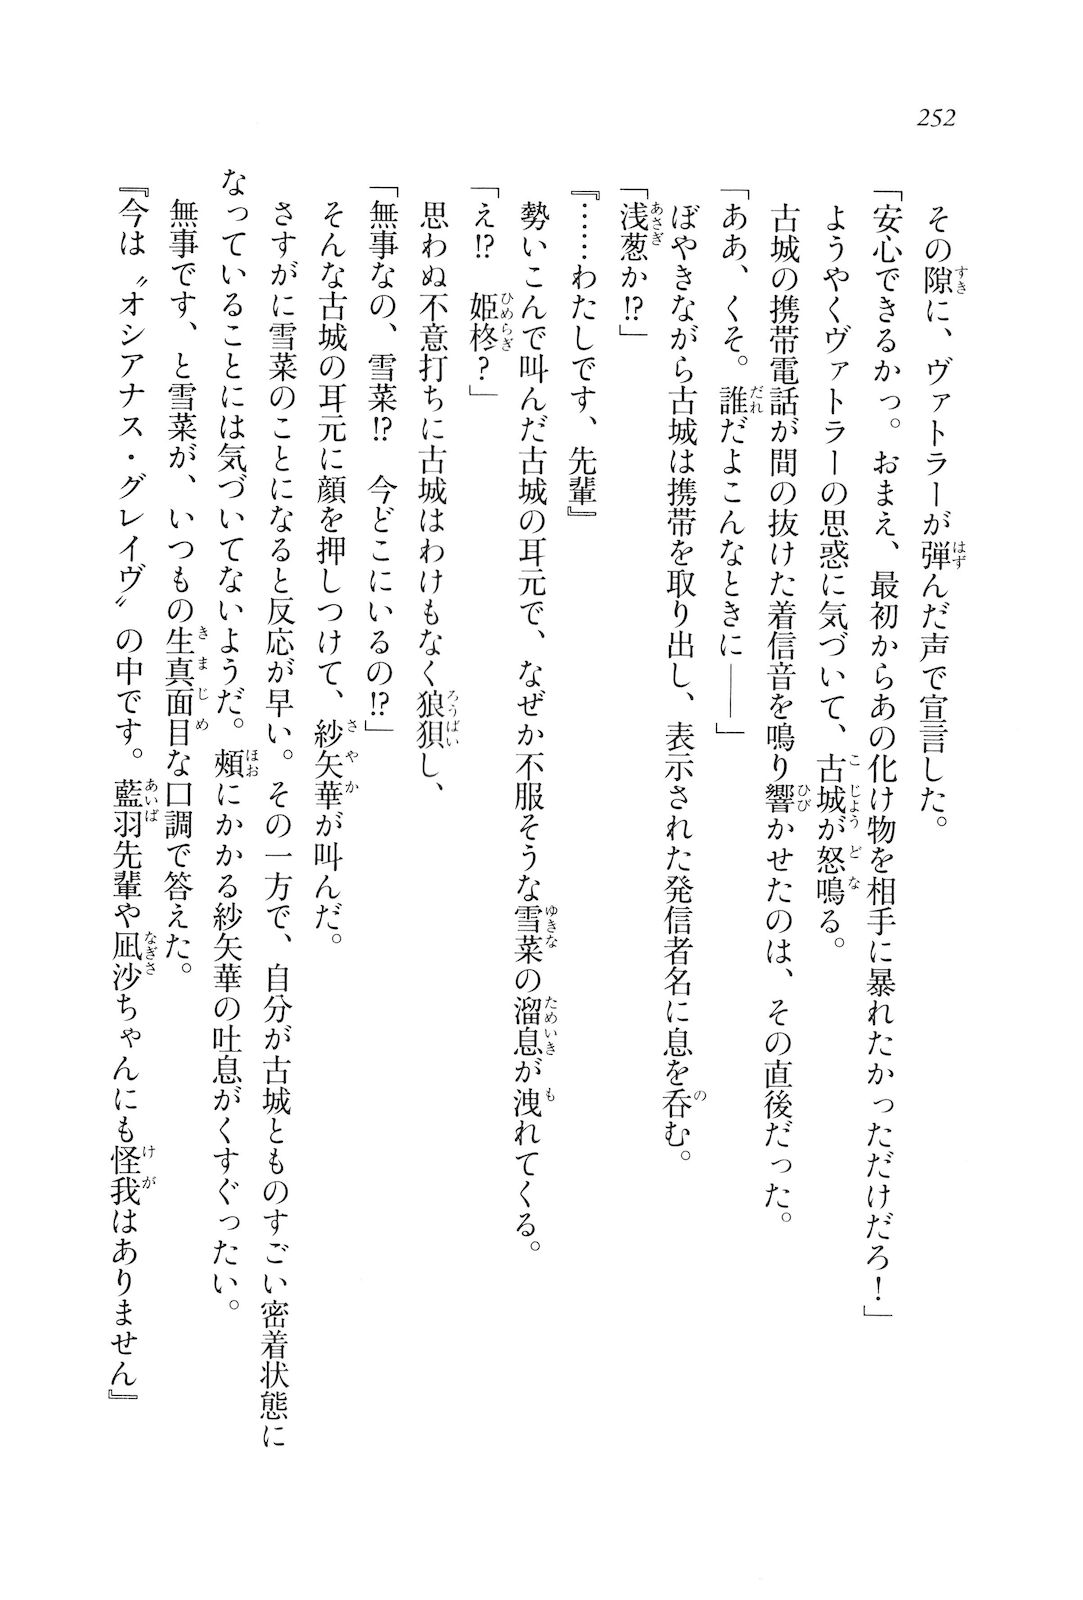 252
その隙に、ヴァトラーが弾んだ声で宣言した。
「安心できるかっ。おまえ、最初からあの化け物を相手に暴れたかっただけだろ！」
ようやくヴァトラーの思惑に気づいて、古城が怒鳴る。
古城の携帯電話が間の抜けた着信音を鳴り響かせたのは、その直後だった。
「ああ、くそ。誰だよこんなときに――」
ぼやきながら古城は携帯を取り出し、表示された発信者名に息を呑む。
「浅葱か!?」
『……わたしです、先輩』
勢いこんで叫んだ古城の耳元で、なぜか不服そうな雪菜の溜息が洩れてくる。
「え!?　姫柊？」
思わぬ不意打ちに古城はわけもなく狼狽し、
「無事なの、雪菜!?　今どこにいるの!?」
そんな古城の耳元に顔を押しつけて、紗矢華が叫んだ。
さすがに雪菜のことになると反応が早い。その一方で、自分が古城とものすごい密着状態に
なっていることには気づいてないようだ。頰にかかる紗矢華の吐息がくすぐったい。
無事です、と雪菜が、いつもの生真面目な口調で答えた。
『今は〝オシアナス・グレイヴ〟の中です。藍羽先輩や凪沙ちゃんにも怪我はありません』